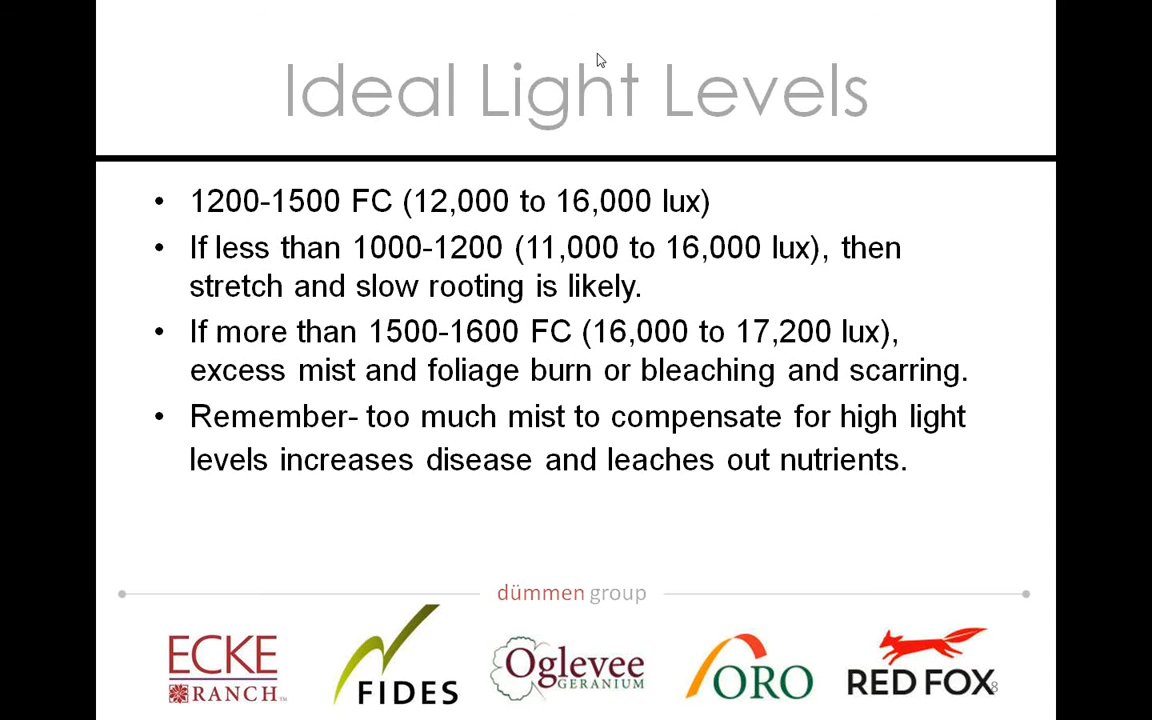 Ideal Light Levels
• 1200-1500 FC (12,000 to 16,000 lux)
• If less than 1000-1200 (11,000 to 16,000 lux), then
stretch and slow rooting is likely.
• If more than 1500-1600 FC (16,000 to 17,200 lux),
excess mist and foliage burn or bleaching and scarring.
• Remember- too much mist to compensate for high light
levels increases disease and leaches out nutrients.
dümmen group
ECKE
RANCH™
FIDES
Oglevee
GERANIUM
ORO
RED FOX
8